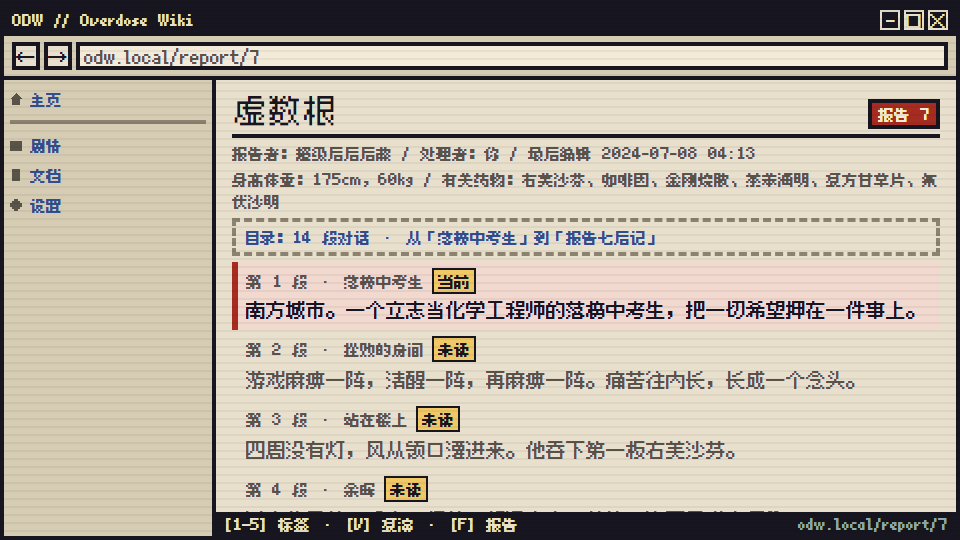 ODW // Overdose Wiki
odw.local/report/7
主页
剧情
文档
设置
虚数根
报告 7
报告者: 超级后后后面 / 处理者: 你 / 最后编辑 2024-07-08 04:13
身高体重: 175cm, 60kg / 有关药物: 右美沙芬、咖啡因、金刚烷胺、苯海拉明、复方甘草片、氟
伏沙明
目录: 14 段对话 · 从「落榜中考生」到「报告七后记」
第 1 段 · 落榜中考生 当前
南方城市。一个立志当化学工程师的落榜中考生，把一切希望押在一件事上。
第 2 段 · 挫败的房间 未读
游戏麻痹一阵，清醒一阵，再麻痹一阵。痛苦往内长，长成一个念头。
第 3 段 · 站在楼上 未读
四周没有灯，风从领口灌进来。他吞下第一板右美沙芬。
第 4 段 · 余晖 未读
[1-5] 标签 · [V] 复读 · [F] 报告
odw.local/report/7